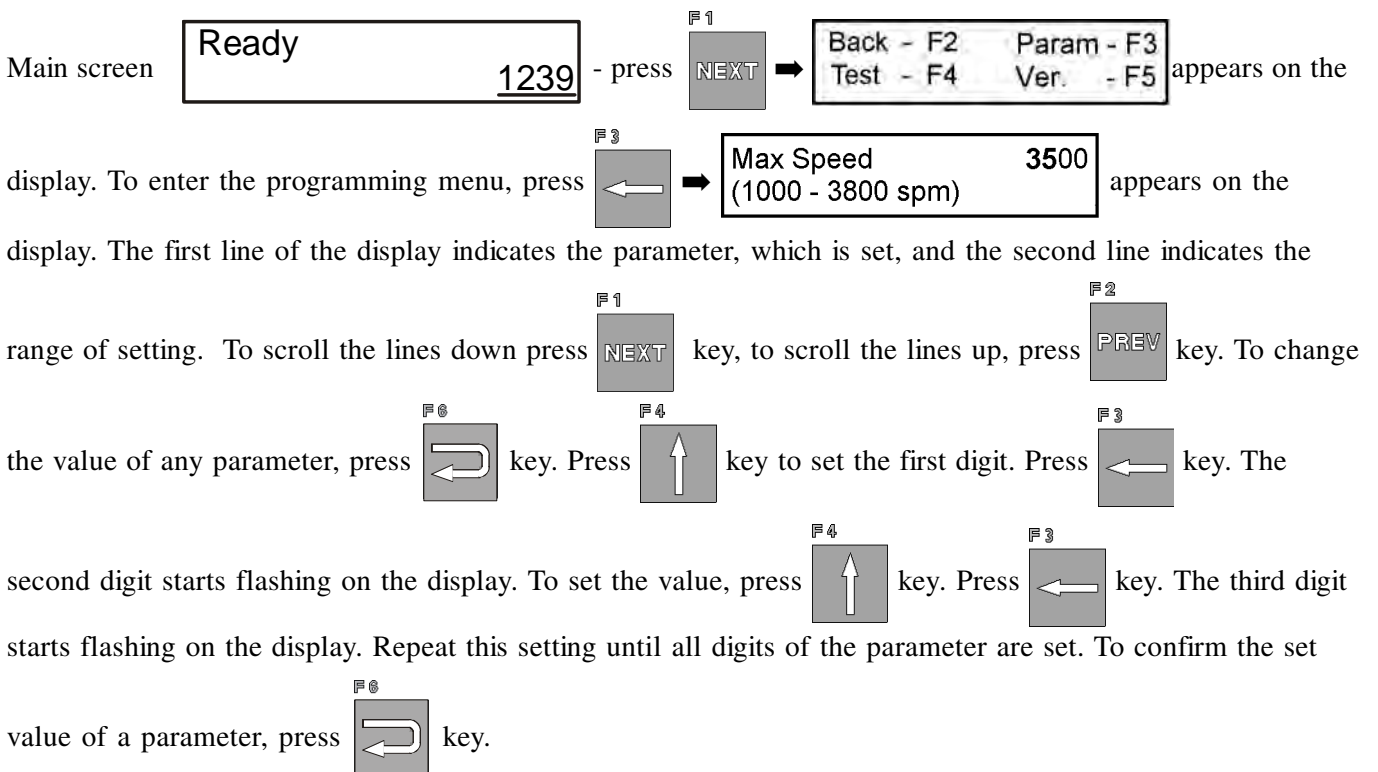 F1
Main screen Ready 1239 - press NEXT Back - F2 Param - F3 Test - F4 Ver. - F5 appears on the
F3
display. To enter the programming menu, press Max Speed 3500 (1000 - 3800 spm) appears on the
display. The first line of the display indicates the parameter, which is set, and the second line indicates the
F1 F2
range of setting. To scroll the lines down press NEXT key, to scroll the lines up, press PREV key. To change
F6 F4 F3
the value of any parameter, press key. Press key to set the first digit. Press key. The
F4 F3
second digit starts flashing on the display. To set the value, press key. Press key. The third digit
starts flashing on the display. Repeat this setting until all digits of the parameter are set. To confirm the set
F6
value of a parameter, press key.